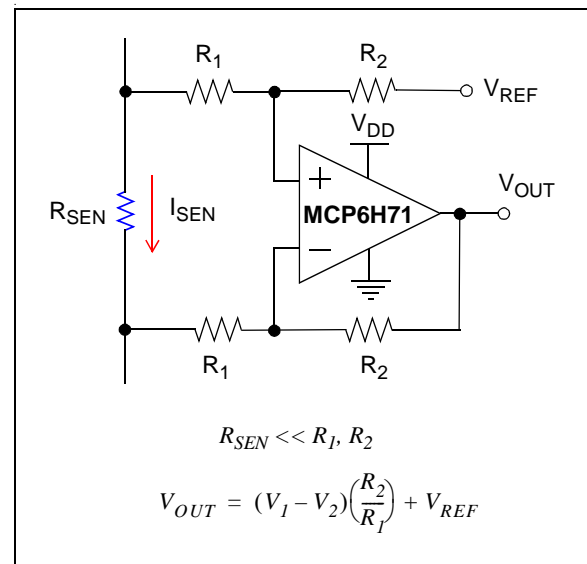 R1
R2
VREF
VDD
VOUT
+
MCP6H71
−
RSEN
ISEN
R1
R2
RSEN << R1, R2
VOUT = (V1 – V2)(R2/R1) + VREF